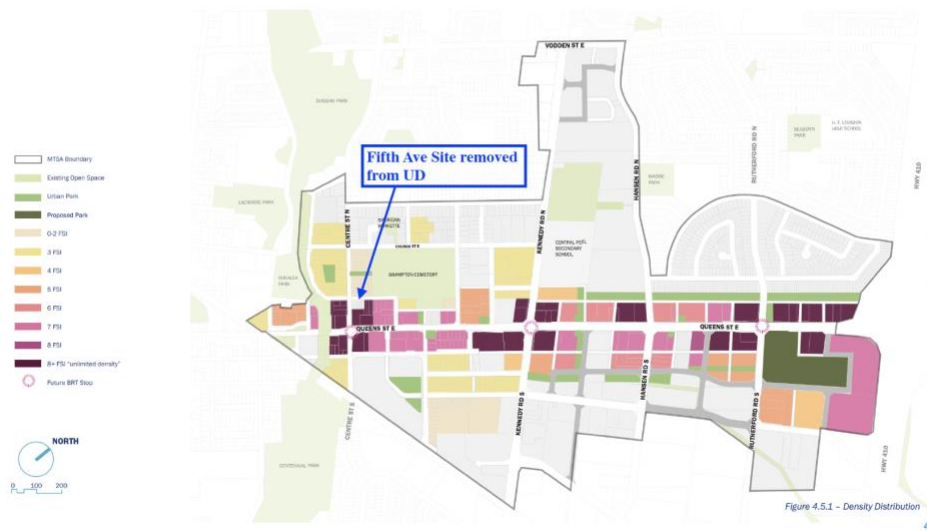 VODDEN ST E
DUGGAN PARK
RUTHERFORD RD N
HWY 410
Fifth Ave Site removed
from UD
MTSA Boundary
Existing Open Space
Urban Park
Proposed Park
0-2 FSI
3 FSI
4 FSI
5 FSI
6 FSI
7 FSI
8 FSI
8+ FSI "unlimited density"
Future BRT Stop
HANSEN RD N
KENNEDY RD N
CENTRE ST N
CENTRAL PEEL
SECONDARY
SCHOOL
BRAMPTON CEMETERY
QUEENS ST E
QUEENS ST E
CENTRE ST S
KENNEDY RD S
HANSEN RD S
RUTHERFORD RD S
HWY 410
CENTENNIAL PARK
NORTH
0 100 200
Figure 4.5.1 – Density Distribution